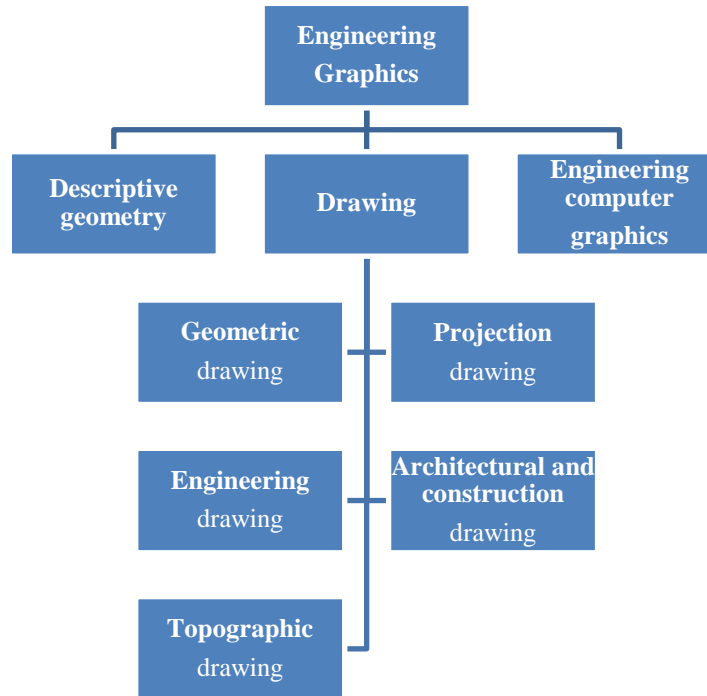 Engineering
Graphics
Descriptive
geometry
Drawing
Engineering
computer
graphics
Geometric
drawing
Projection
drawing
Engineering
drawing
Architectural and
construction
drawing
Topographic
drawing